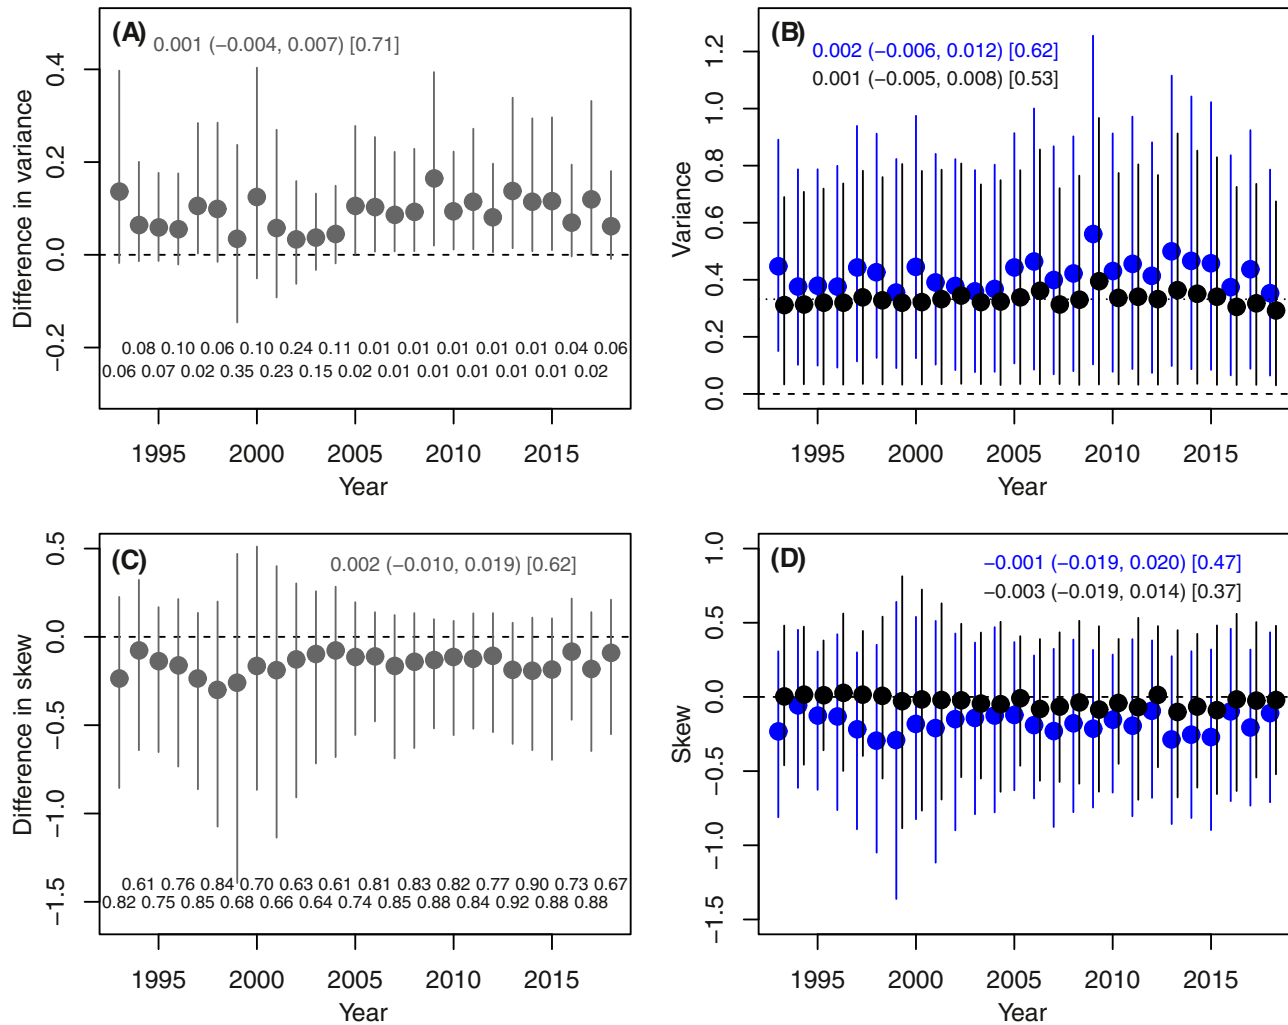 (A)
0.001 (−0.004, 0.007) [0.71]
Difference in variance
0.4
0.2
0.0
−0.2
0.08 0.10 0.06 0.10 0.24 0.11 0.01 0.01 0.01 0.01 0.01 0.04 0.06
0.06 0.07 0.02 0.35 0.23 0.15 0.02 0.01 0.01 0.01 0.01 0.01 0.02
1995 2000 2005 2010 2015
Year
(B)
0.002 (−0.006, 0.012) [0.62]
0.001 (−0.005, 0.008) [0.53]
Variance
1.2
1.0
0.8
0.6
0.4
0.2
0.0
1995 2000 2005 2010 2015
Year
(C)
0.002 (−0.010, 0.019) [0.62]
Difference in skew
0.5
0.0
−0.5
−1.0
−1.5
0.61 0.76 0.84 0.70 0.63 0.61 0.81 0.83 0.82 0.77 0.90 0.73 0.67
0.82 0.75 0.85 0.68 0.66 0.64 0.74 0.85 0.88 0.84 0.92 0.88 0.88
1995 2000 2005 2010 2015
Year
(D)
−0.001 (−0.019, 0.020) [0.47]
−0.003 (−0.019, 0.014) [0.37]
Skew
1.0
0.5
0.0
−0.5
−1.0
−1.5
1995 2000 2005 2010 2015
Year